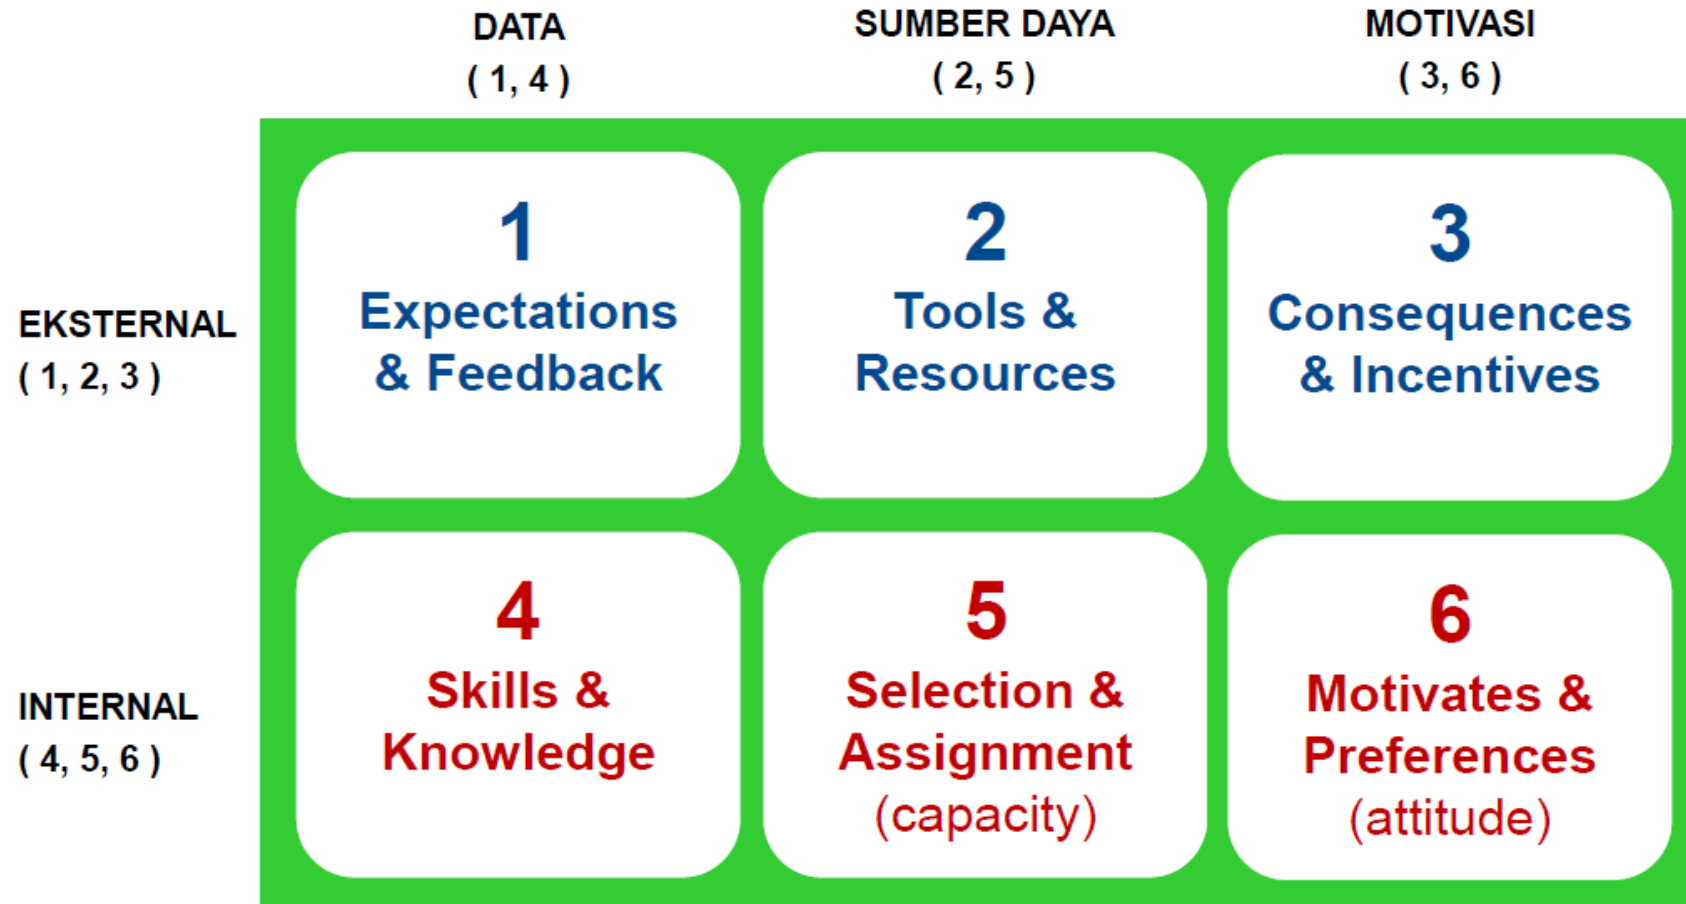 DATA
( 1, 4 )
SUMBER DAYA
( 2, 5 )
MOTIVASI
( 3, 6 )
EKSTERNAL
( 1, 2, 3 )
1
Expectations
& Feedback
2
Tools &
Resources
3
Consequences
& Incentives
INTERNAL
( 4, 5, 6 )
4
Skills &
Knowledge
5
Selection &
Assignment
(capacity)
6
Motivates &
Preferences
(attitude)